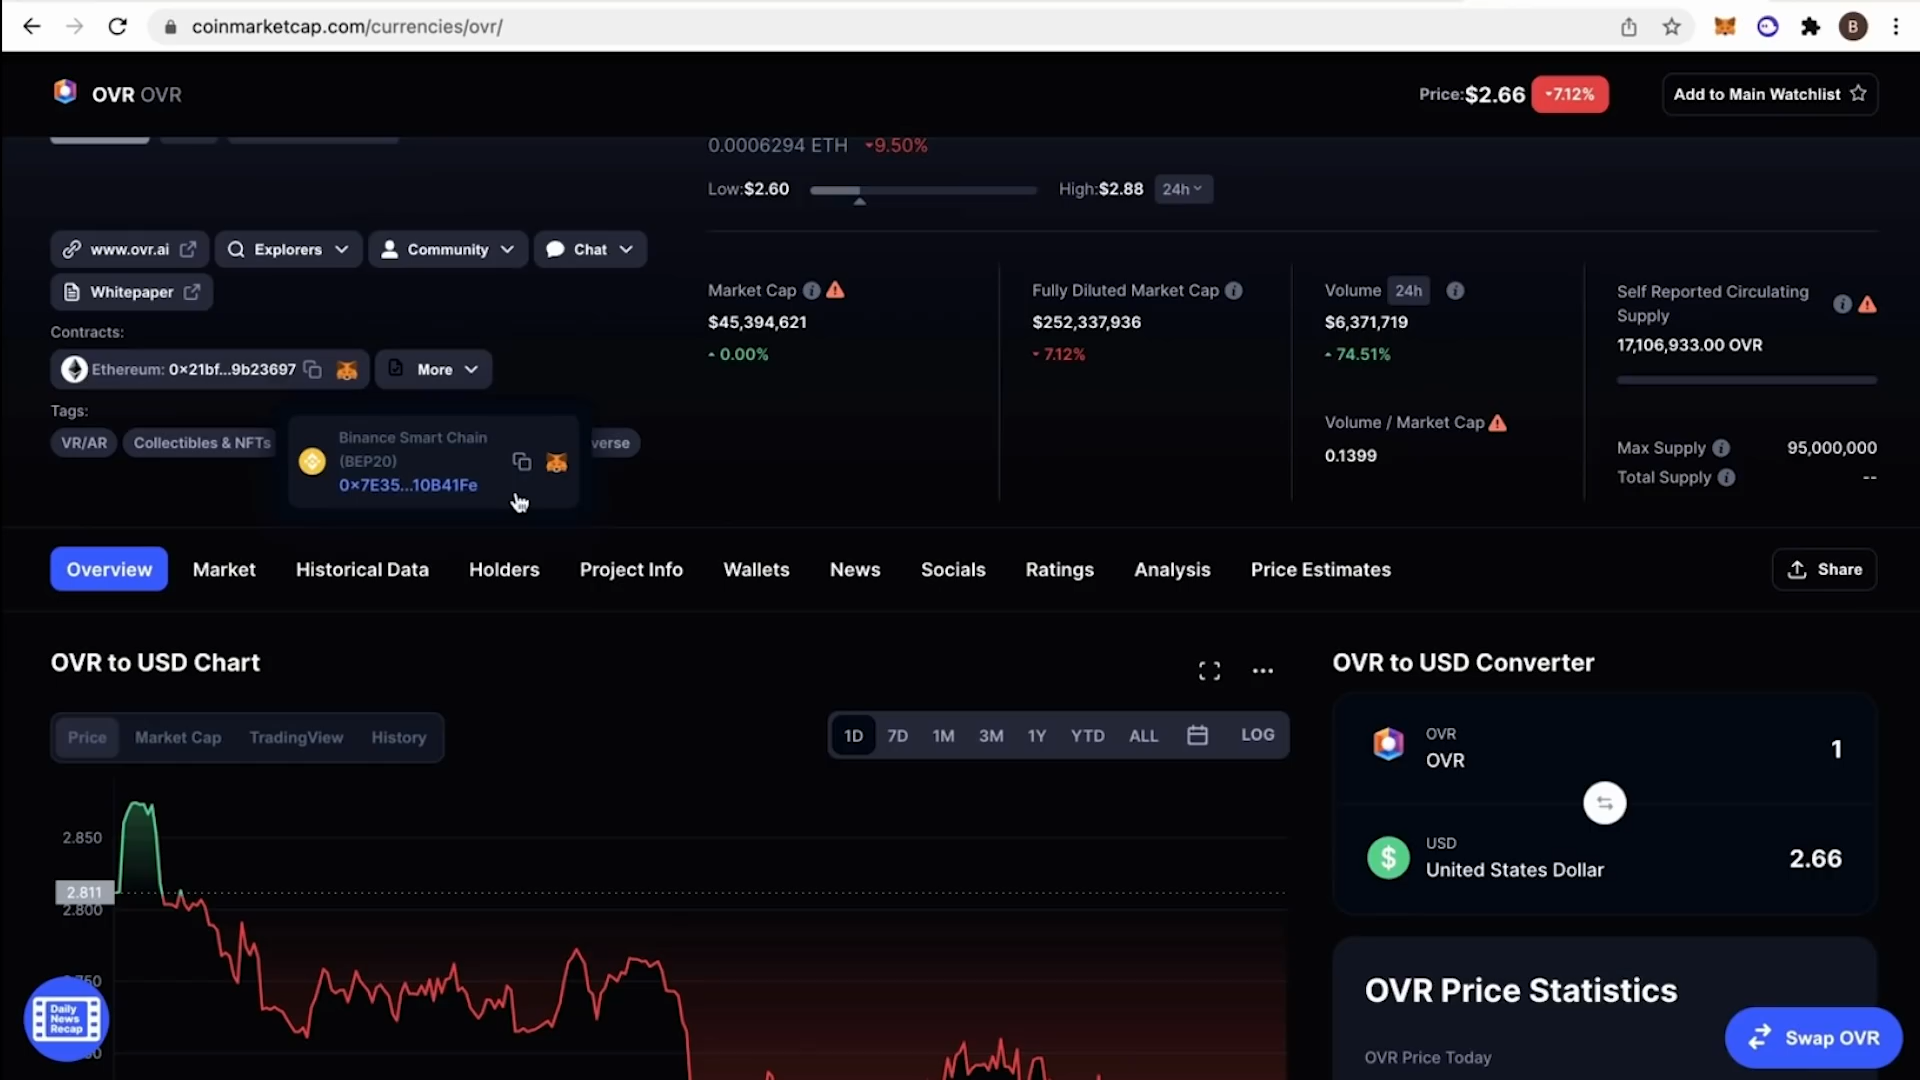 coinmarketcap.com/currencies/ovr/
B
OVR OVR
Price:$2.66
7.12%
Add to Main Watchlist
0.0006294 ETH
9.50%
Low:$2.60
High:$2.88
24h
www.ovr.ai
Explorers
Community
Chat
Whitepaper
Contracts:
Ethereum: 0x21bf...9b23697
More
Tags:
VR/AR
Collectibles & NFTs
verse
Binance Smart Chain
(BEP20)
0x7E35...10B41Fe
Market Cap
$45,394,621
0.00%
Fully Diluted Market Cap
$252,337,936
7.12%
Volume 24h
$6,371,719
74.51%
Volume / Market Cap
0.1399
Self Reported Circulating
Supply
17,106,933.00 OVR
Max Supply
95,000,000
Total Supply
--
Overview
Market
Historical Data
Holders
Project Info
Wallets
News
Socials
Ratings
Analysis
Price Estimates
Share
OVR to USD Chart
Price
Market Cap
TradingView
History
1D
7D
1M
3M
1Y
YTD
ALL
LOG
2.850
2.811
2.800
Daily
News
Recap
OVR to USD Converter
OVR
OVR
1
USD
United States Dollar
2.66
OVR Price Statistics
OVR Price Today
Swap OVR